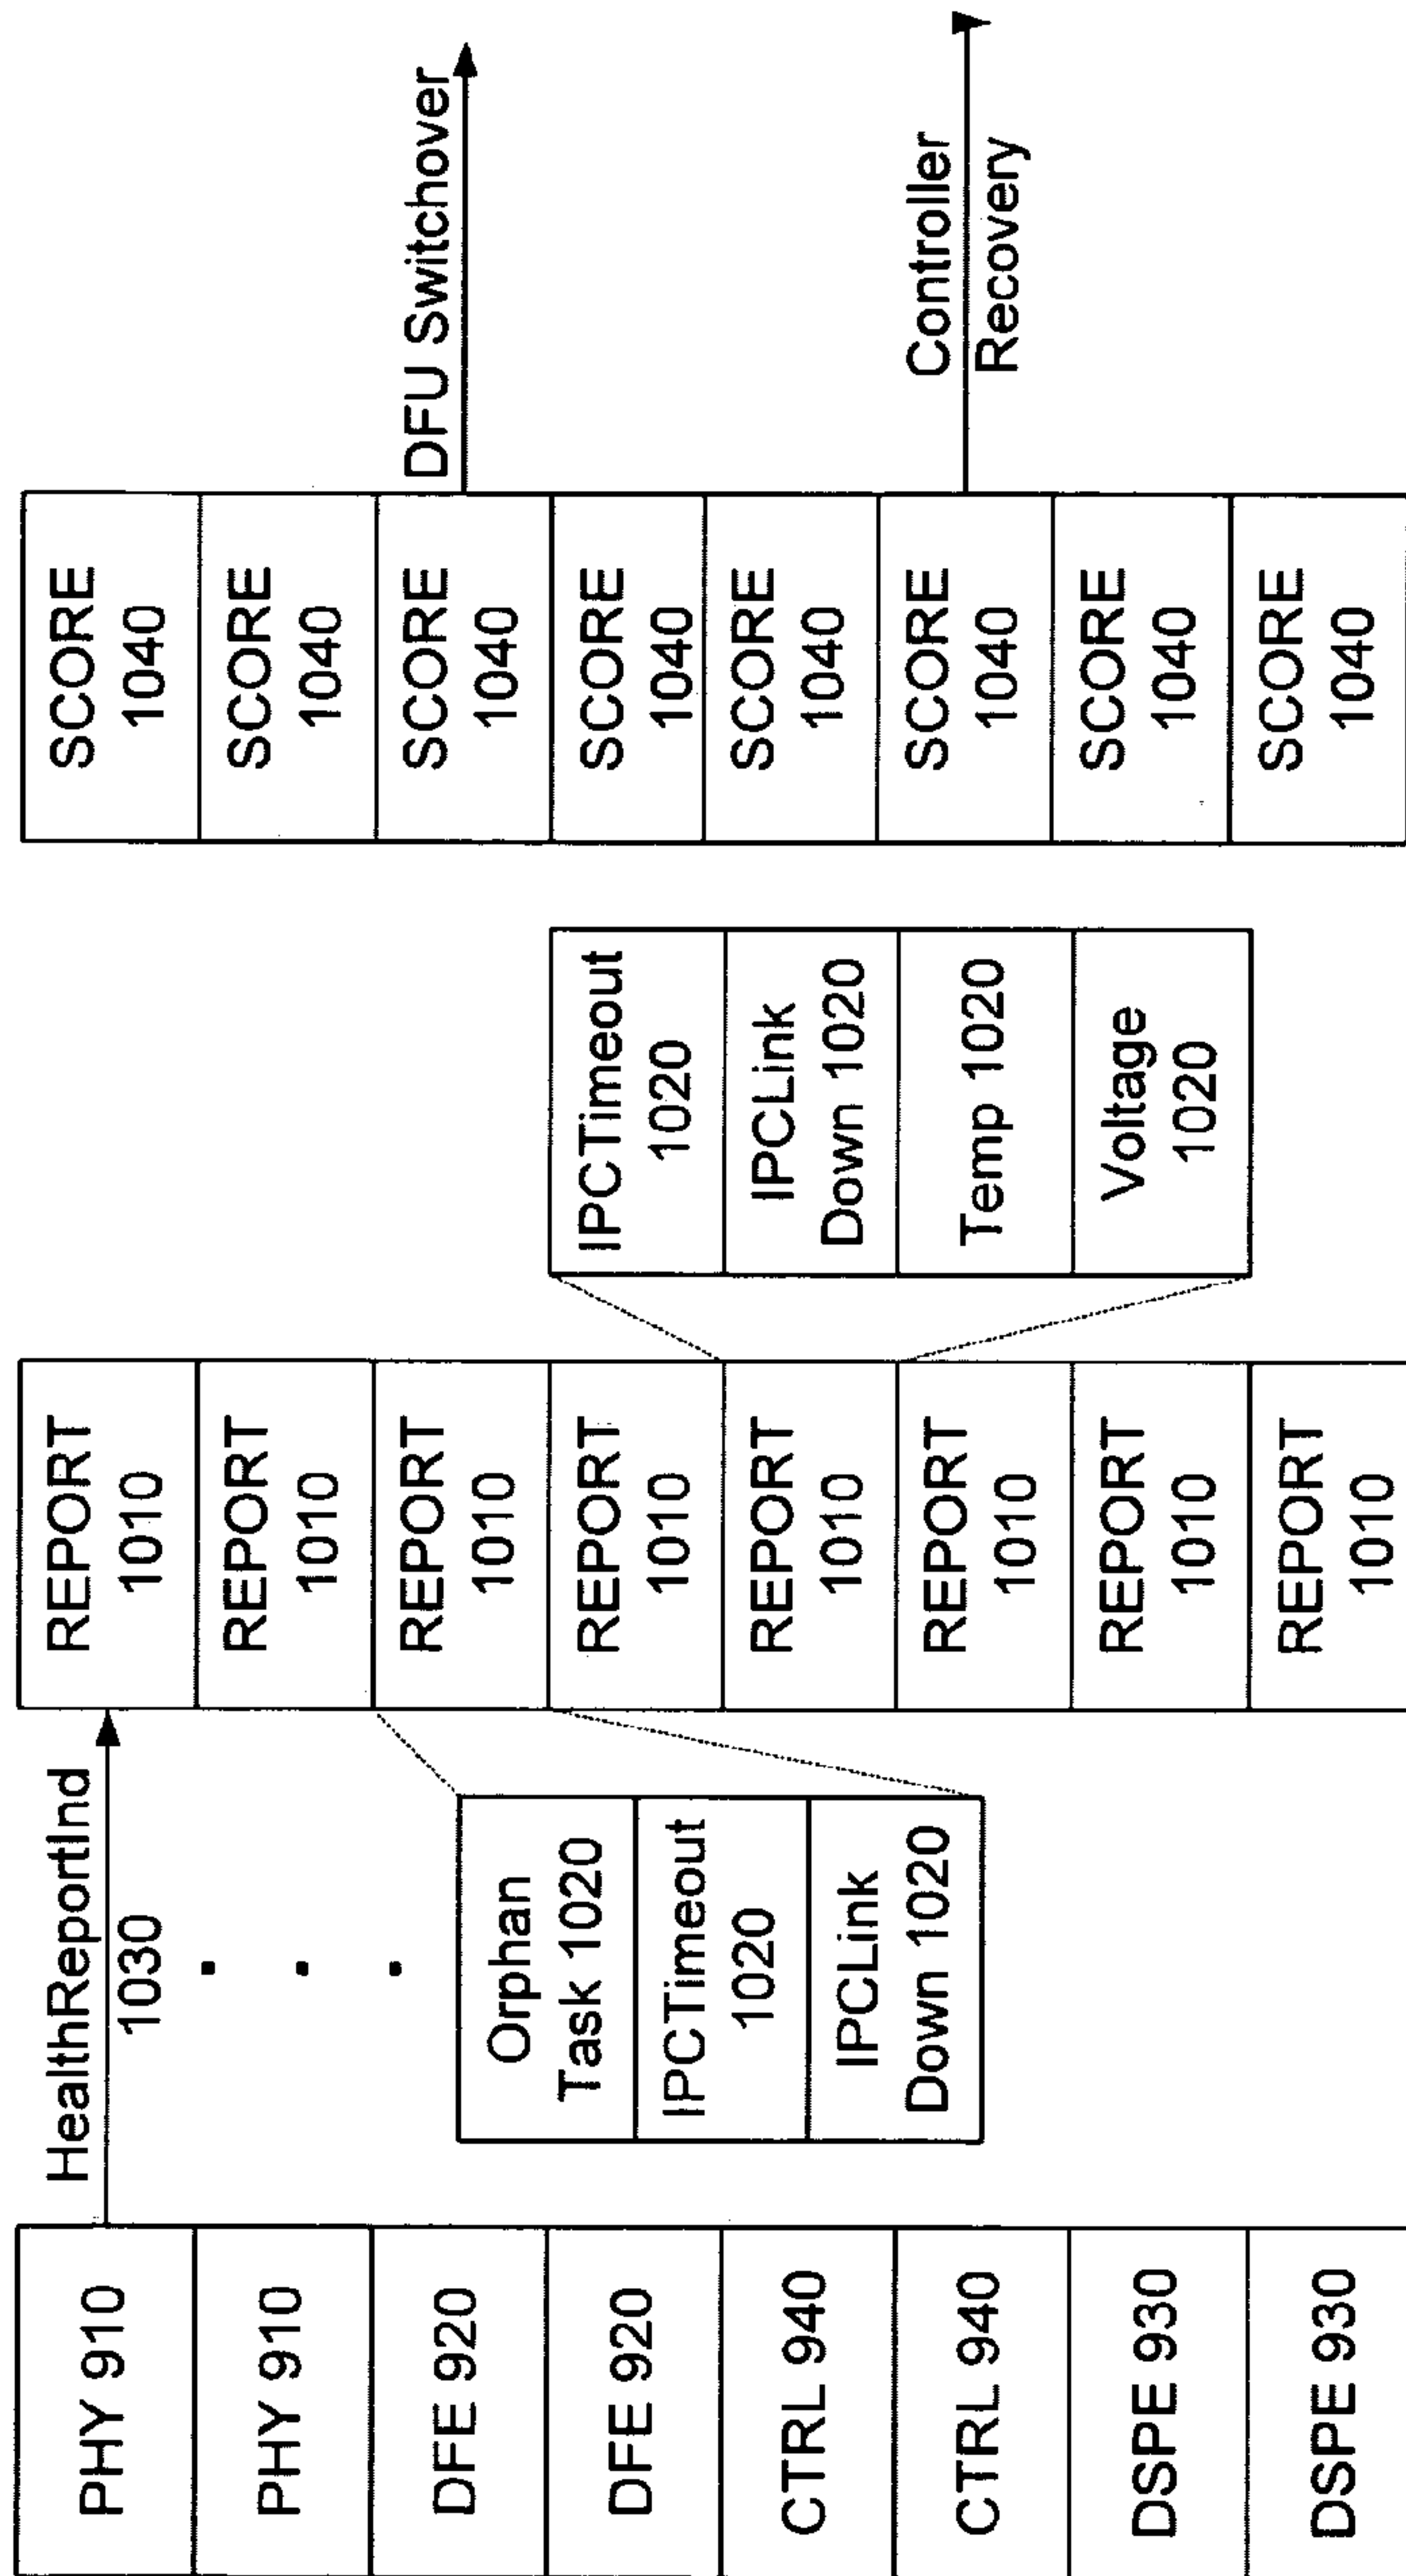 PHY 910
PHY 910
DFE 920
DFE 920
CTRL 940
CTRL 940
DSPE 930
DSPE 930
HealthReportInd
1030
Orphan
Task 1020
IPCTimeout
1020
IPCLink
Down 1020
REPORT
1010
REPORT
1010
REPORT
1010
REPORT
1010
REPORT
1010
REPORT
1010
REPORT
1010
REPORT
1010
IPCTimeout
1020
IPCLink
Down 1020
Temp 1020
Voltage
1020
SCORE
1040
SCORE
1040
SCORE
1040
SCORE
1040
SCORE
1040
SCORE
1040
SCORE
1040
SCORE
1040
DFU Switchover
Controller
Recovery